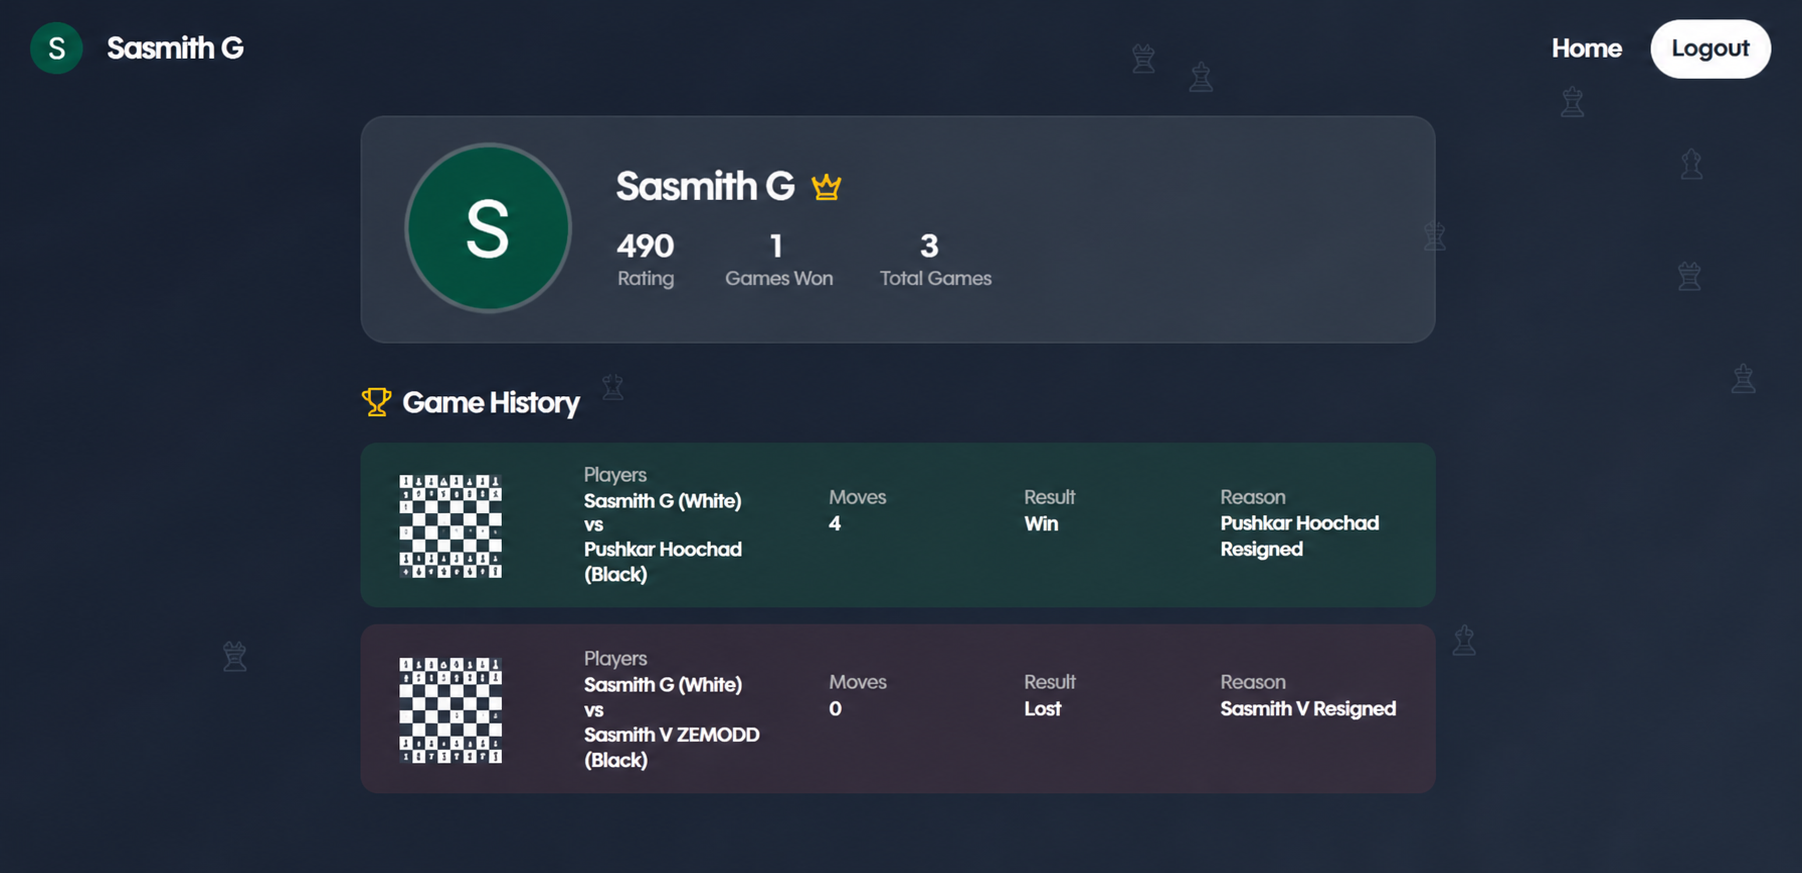 S
Sasmith G
Home
Logout
S
Sasmith G
490
Rating
1
Games Won
3
Total Games
Game History
Players
Sasmith G (White)
vs
Pushkar Hoochad
(Black)
Moves
4
Result
Win
Reason
Pushkar Hoochad
Resigned
Players
Sasmith G (White)
vs
Sasmith V ZEMODD
(Black)
Moves
0
Result
Lost
Reason
Sasmith V Resigned